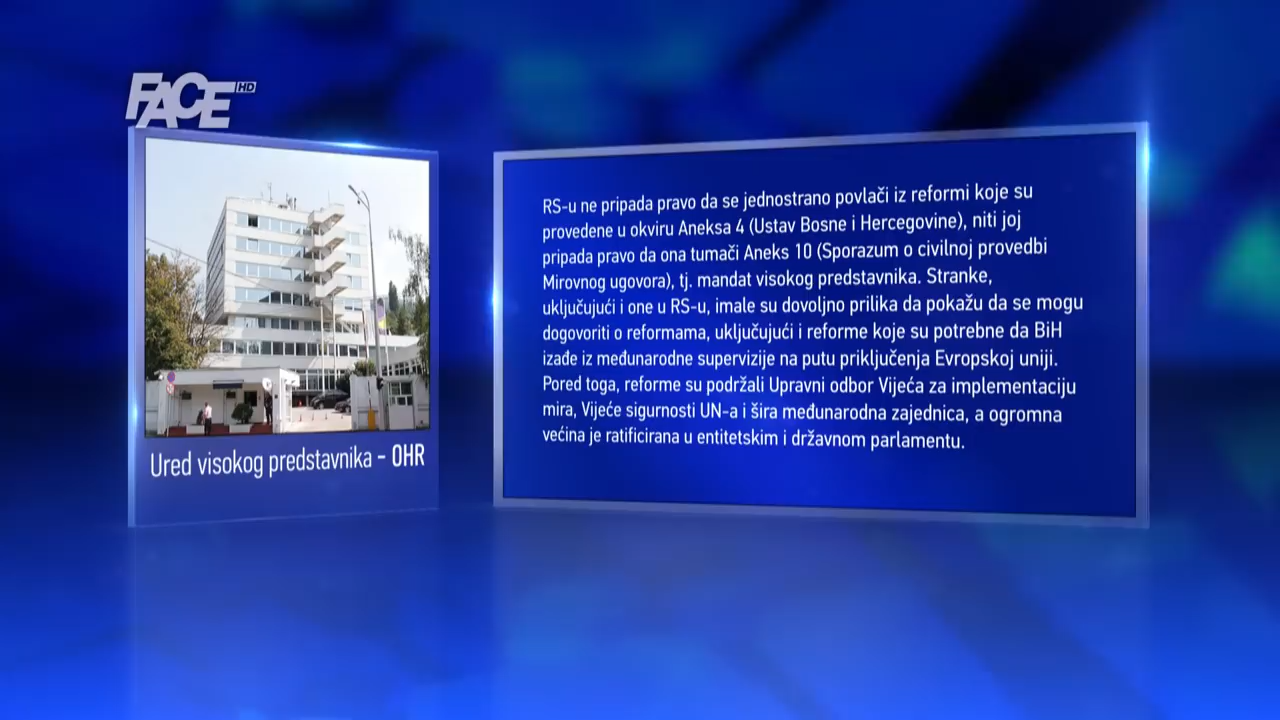 FACE HD
RS-u ne pripada pravo da se jednostrano povlači iz reformi koje su
provedene u okviru Aneksa 4 (Ustav Bosne i Hercegovine), niti joj
pripada pravo da ona tumači Aneks 10 (Sporazum o civilnoj provedbi
Mirovnog ugovora), tj. mandat visokog predstavnika. Stranke,
uključujući i one u RS-u, imale su dovoljno prilika da pokažu da se mogu
dogovoriti o reformama, uključujući i reforme koje su potrebne da BiH
izađe iz međunarodne supervizije na putu priključenja Evropskoj uniji.
Pored toga, reforme su podržali Upravni odbor Vijeća za implementaciju
mira, Vijeće sigurnosti UN-a i šira međunarodna zajednica, a ogromna
većina je ratificirana u entitetskim i državnom parlamentu.
Ured visokog predstavnika - OHR